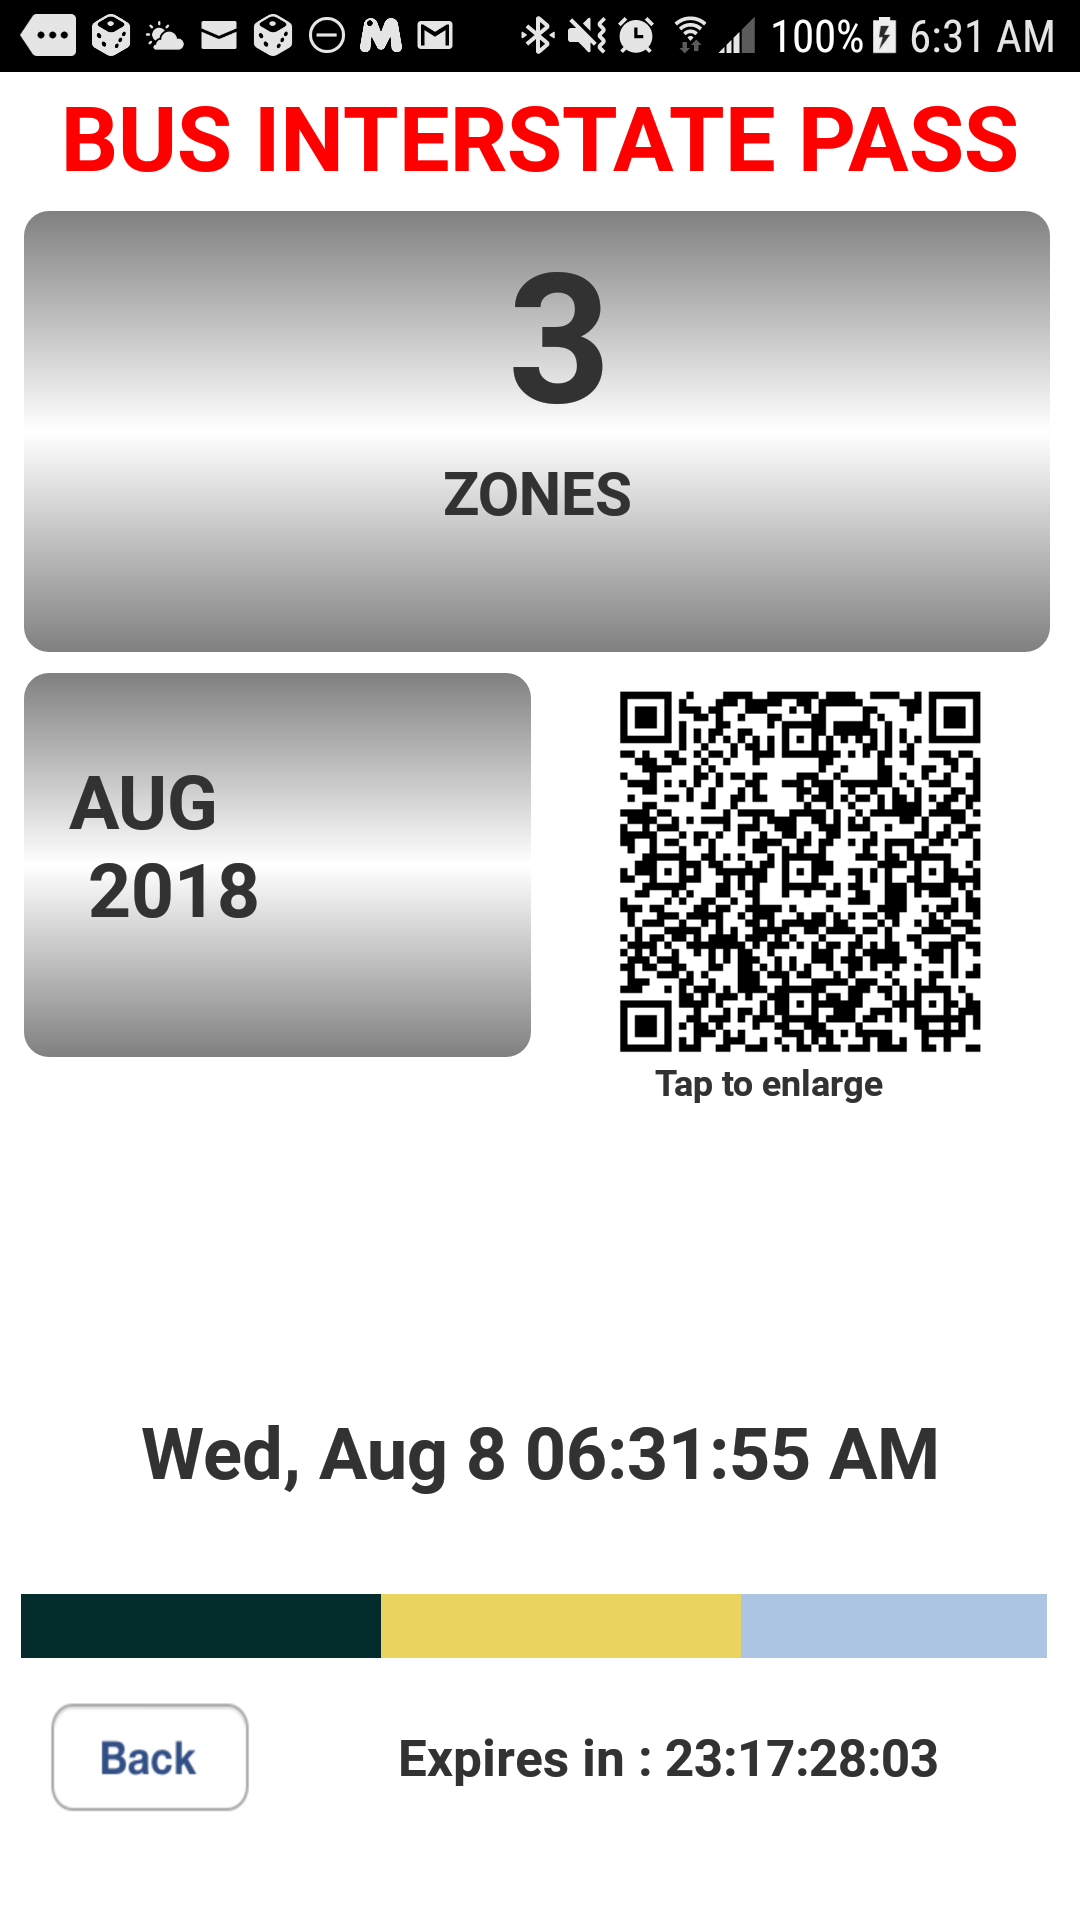 100% 6:31 AM
BUS INTERSTATE PASS
3
ZONES
AUG
2018
Tap to enlarge
Wed, Aug 8 06:31:55 AM
Back
Expires in : 23:17:28:03